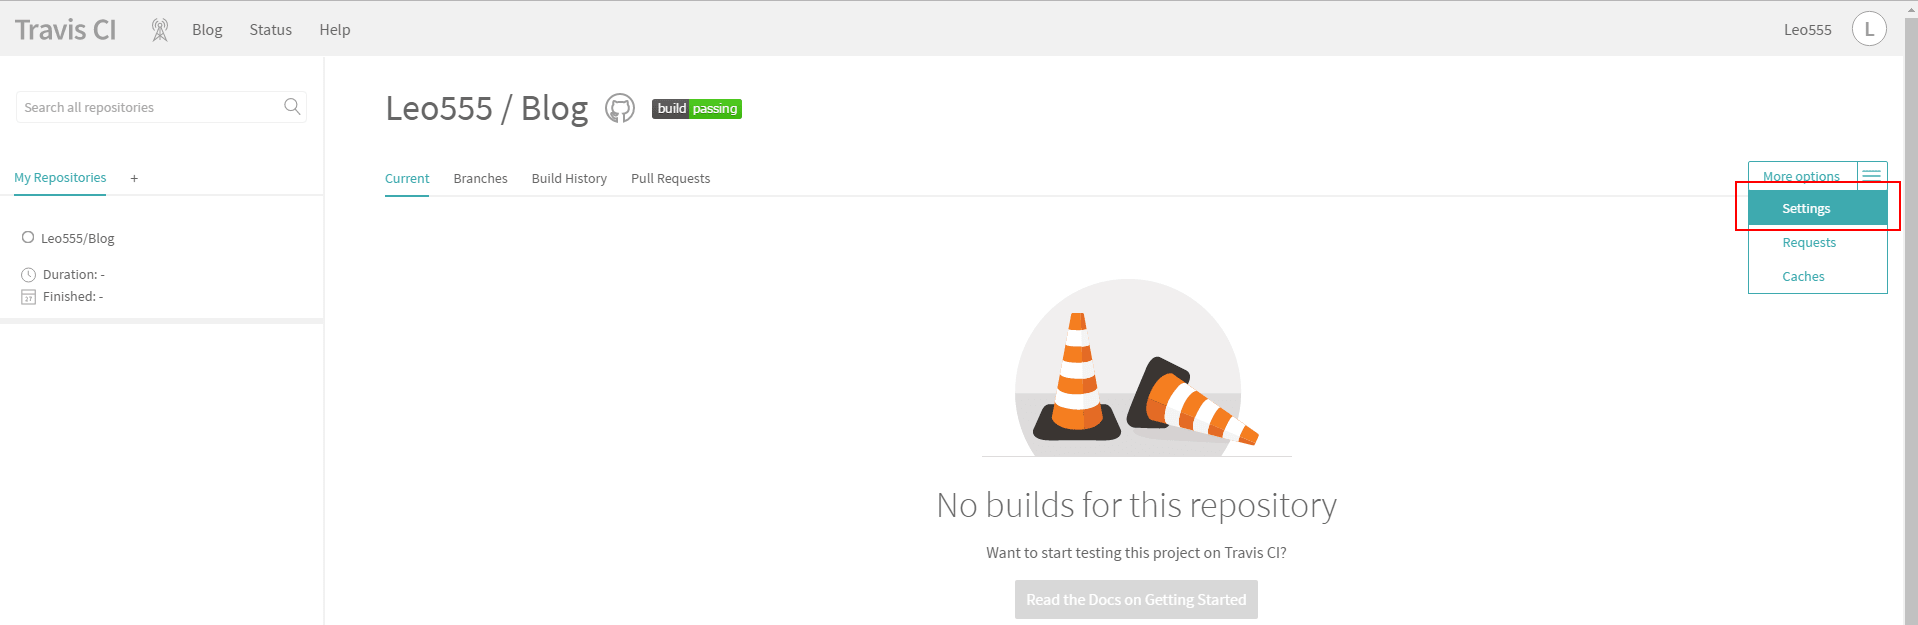 Travis CI Blog Status Help Leo555 L
Search all repositories
My Repositories +
Leo555/Blog
Duration: -
27 Finished: -
Leo555 / Blog build passing
Current Branches Build History Pull Requests
More options
Settings
Requests
Caches
No builds for this repository
Want to start testing this project on Travis CI?
Read the Docs on Getting Started